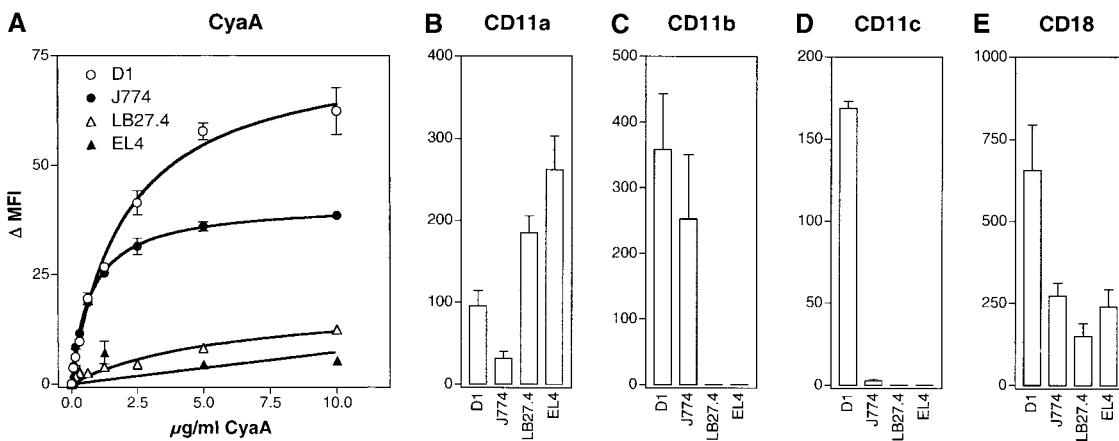 A
CyaA
Δ MFI
75
50
25
0
D1
J774
LB27.4
EL4
0.0 2.5 5.0 7.5 10.0
µg/ml CyaA
B
CD11a
400
300
200
100
0
D1 J774 LB27.4 EL4
C
CD11b
500
400
300
200
100
0
D1 J774 LB27.4 EL4
D
CD11c
200
150
100
50
0
D1 J774 LB27.4 EL4
E
CD18
1000
750
500
250
0
D1 J774 LB27.4 EL4